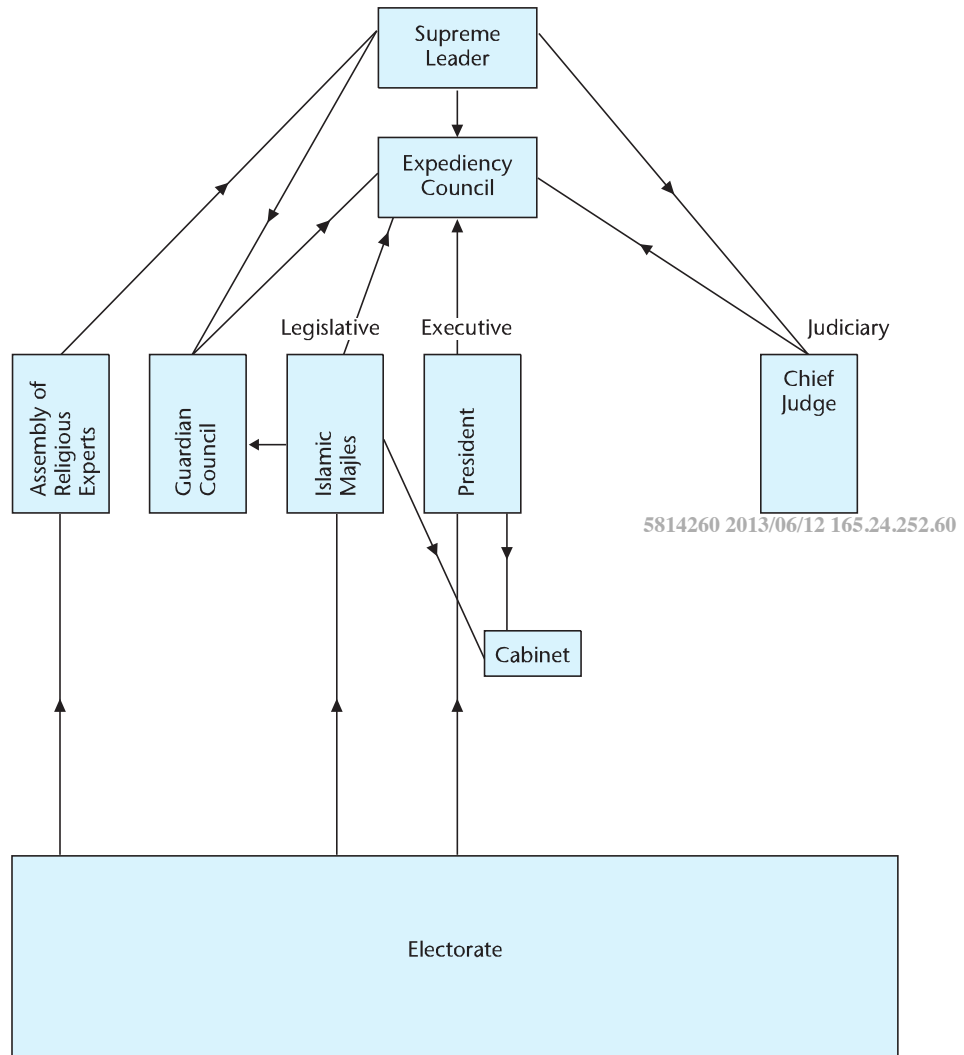 Supreme
Leader
Expediency
Council
Legislative
Executive
Judiciary
Assembly of
Religious
Experts
Guardian
Council
Islamic
Majles
President
Chief
Judge
5814260 2013/06/12 165.24.252.60
Cabinet
Electorate